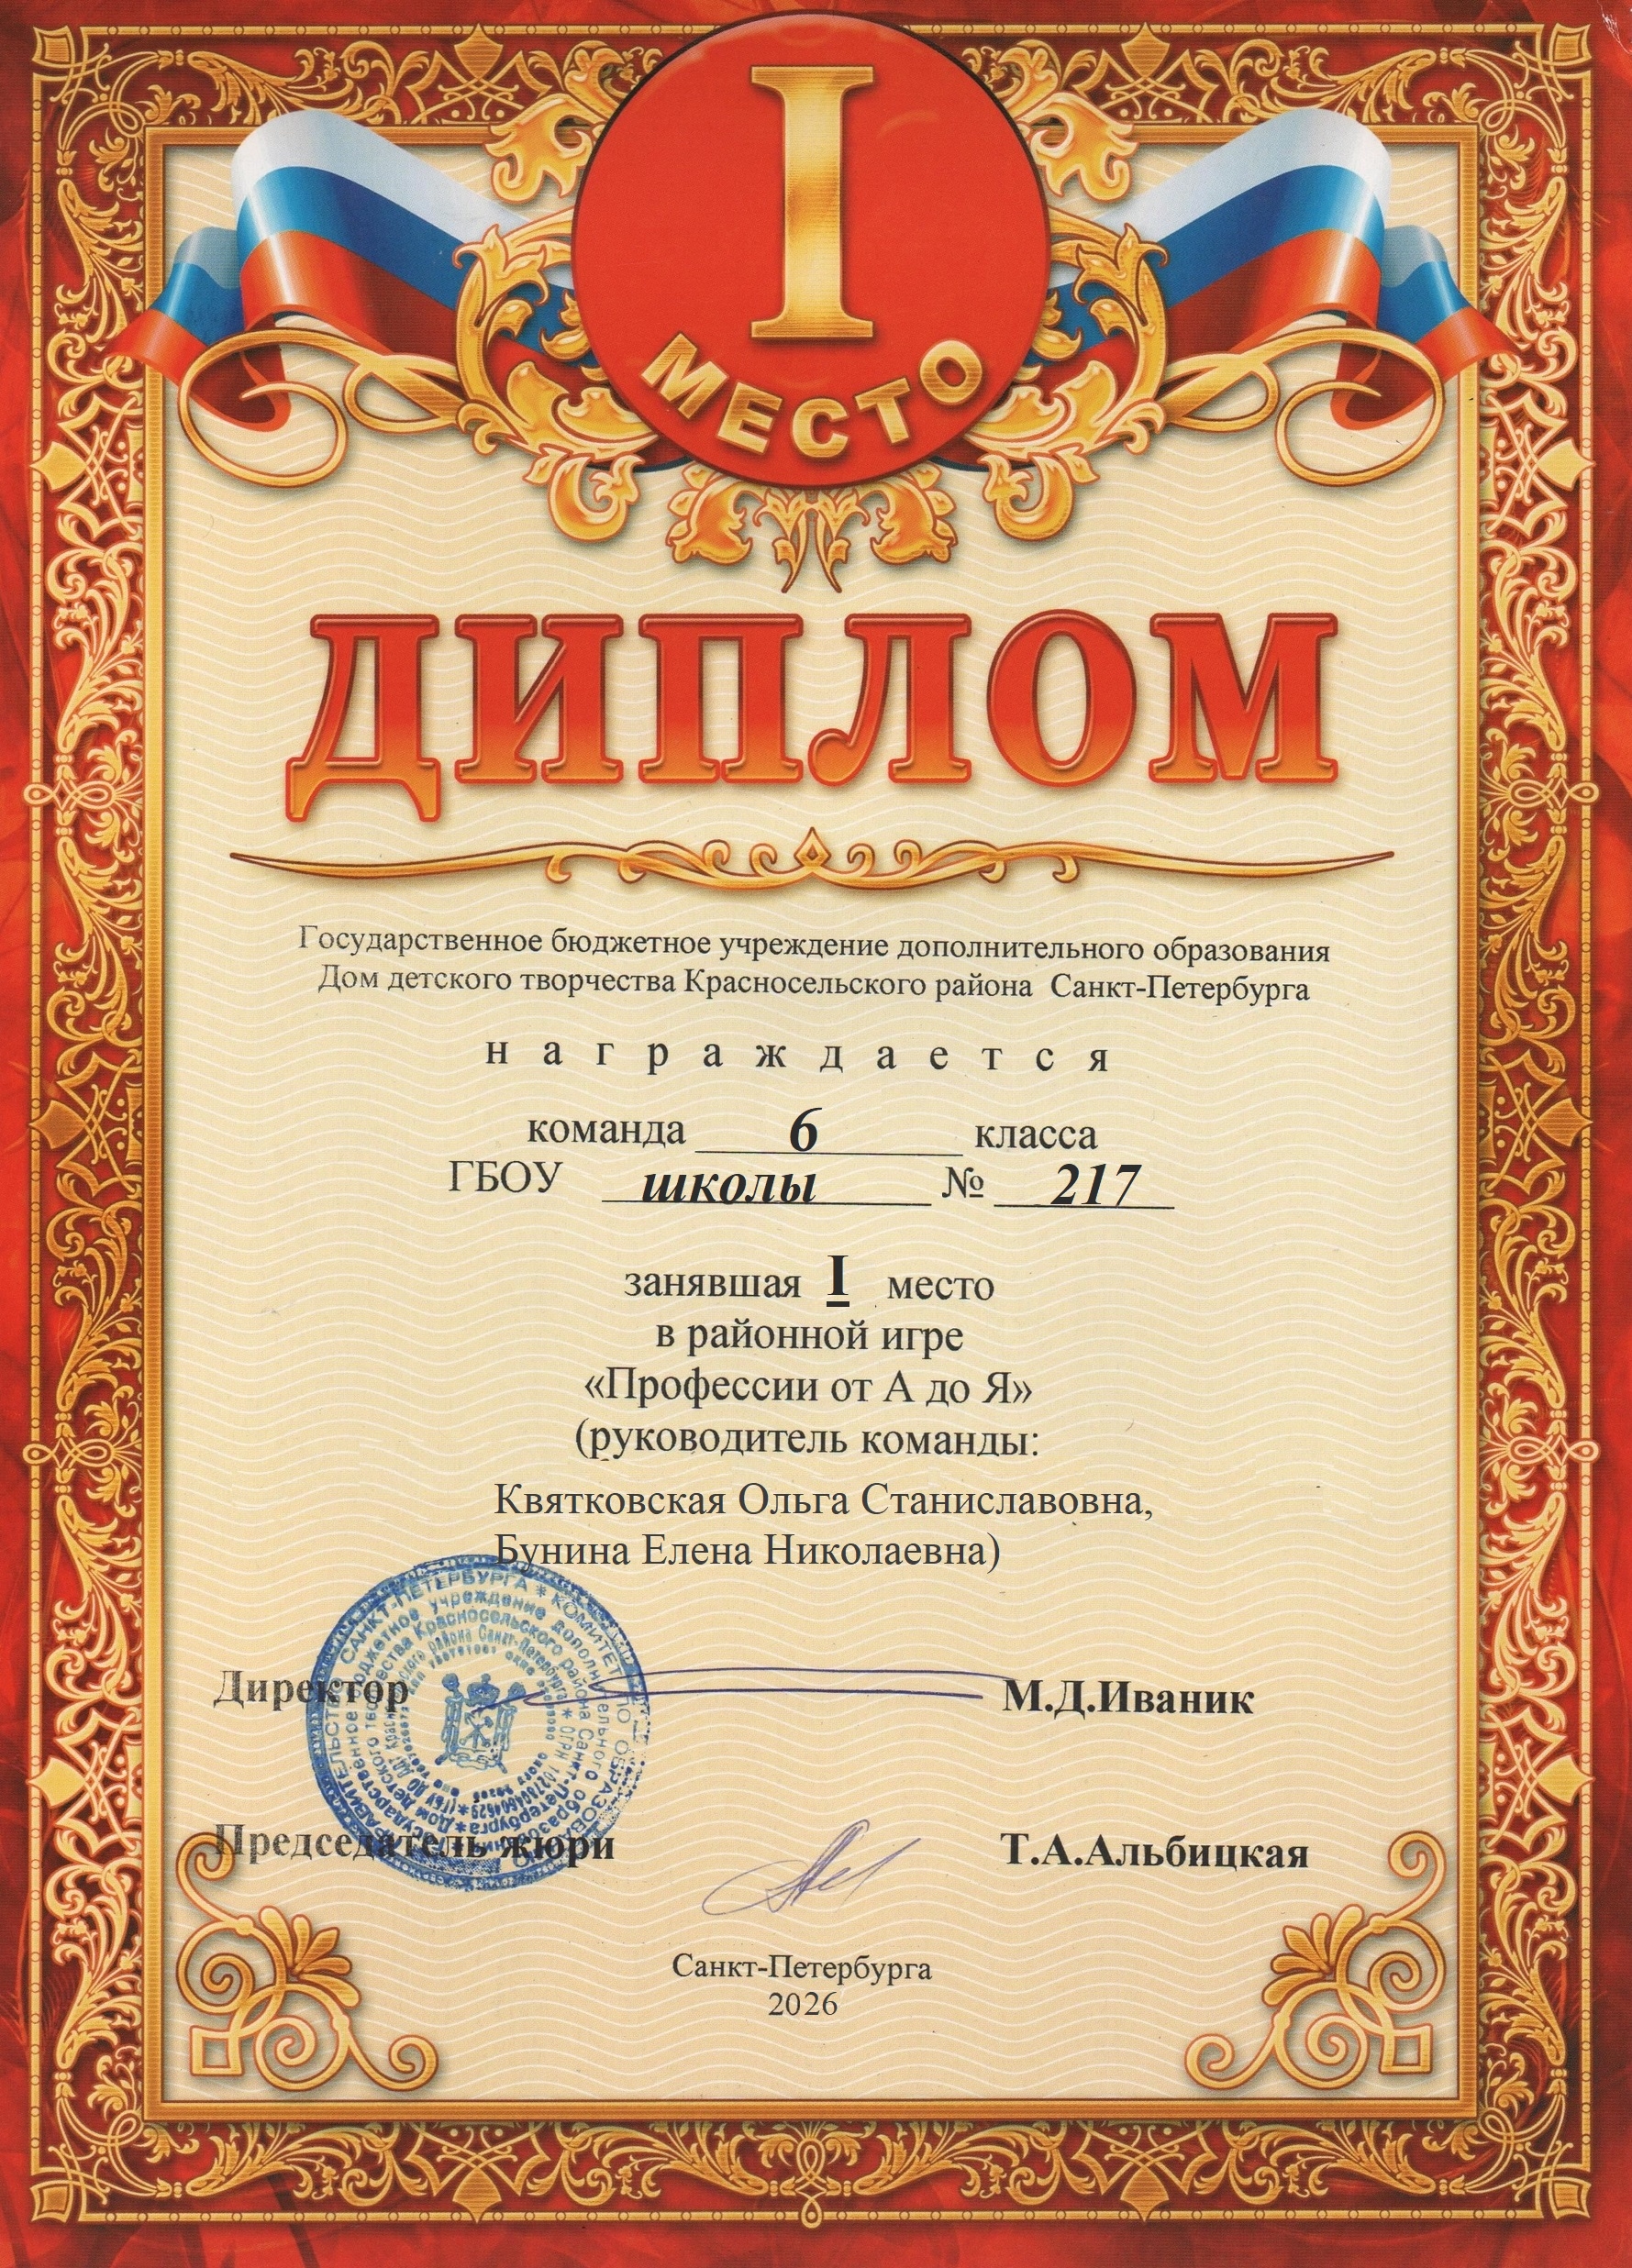 I
МЕСТО
ДИПЛОМ
Государственное бюджетное учреждение дополнительного образования
Дом детского творчества Красносельского района Санкт-Петербурга
н а г р а ж д а е т с я
команда 6 класса
ГБОУ школы № 217
занявшая I место
в районной игре
«Профессии от А до Я»
(руководитель команды:
Квятковская Ольга Станиславовна,
Бунина Елена Николаевна)
Директор М.Д.Иваник
Председатель жюри Т.А.Альбицкая
Санкт-Петербурга
2026